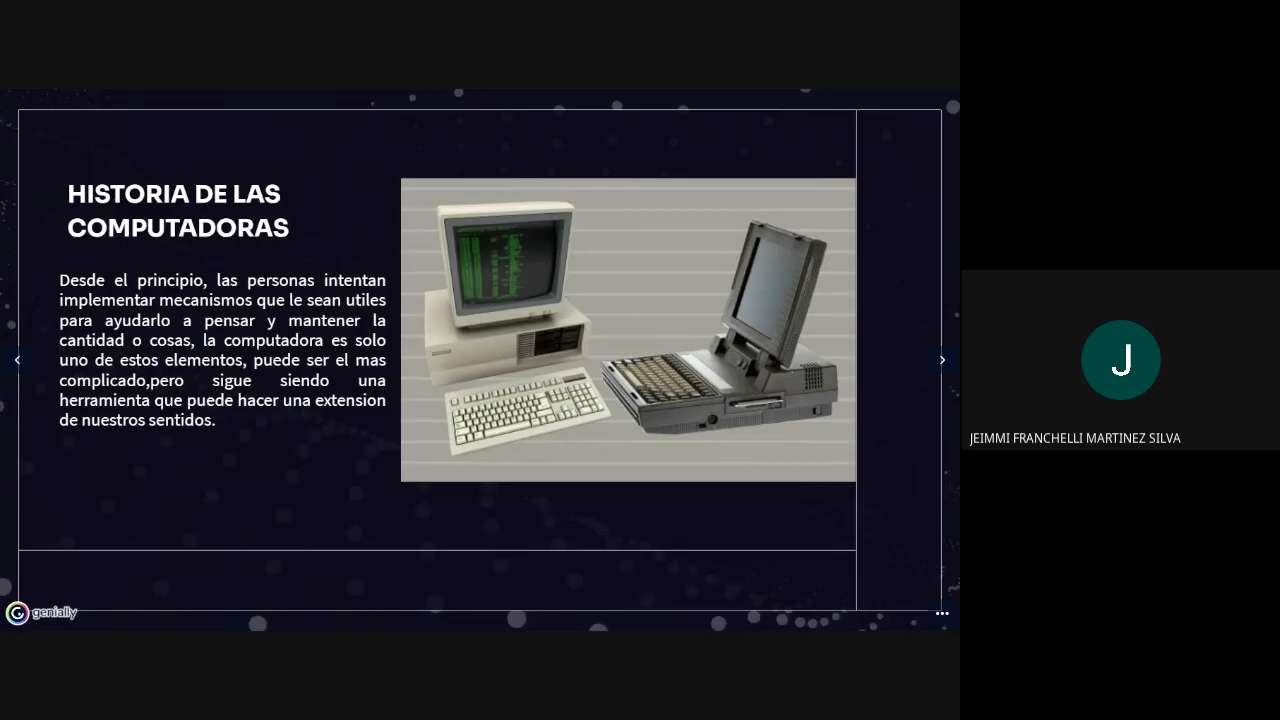 HISTORIA DE LAS
COMPUTADORAS
Desde el principio, las personas intentan
implementar mecanismos que le sean utiles
para ayudarlo a pensar y mantener la
cantidad o cosas, la computadora es solo
uno de estos elementos, puede ser el mas
complicado,pero sigue siendo una
herramienta que puede hacer una extension
de nuestros sentidos.
genially
J
JEIMMI FRANCHELLI MARTINEZ SILVA